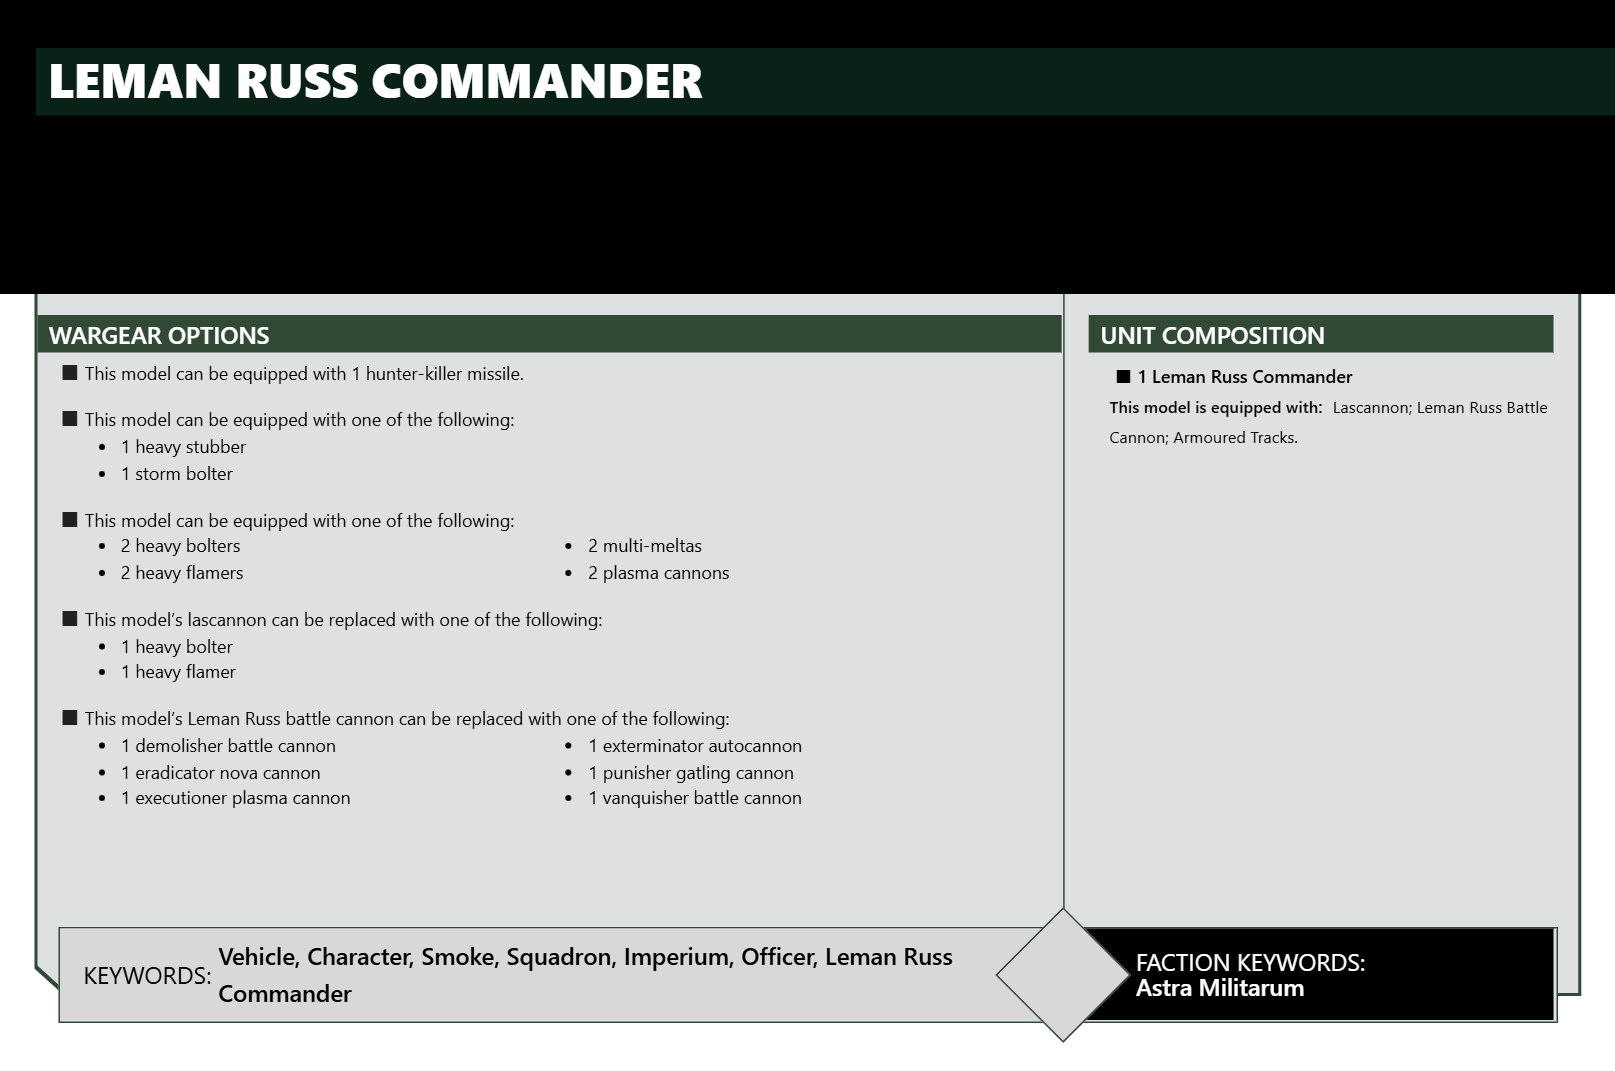 LEMAN RUSS COMMANDER
WARGEAR OPTIONS
This model can be equipped with 1 hunter-killer missile.
This model can be equipped with one of the following:
1 heavy stubber
1 storm bolter
This model can be equipped with one of the following:
2 heavy bolters
2 heavy flamers
2 multi-meltas
2 plasma cannons
This model’s lascannon can be replaced with one of the following:
1 heavy bolter
1 heavy flamer
This model’s Leman Russ battle cannon can be replaced with one of the following:
1 demolisher battle cannon
1 eradicator nova cannon
1 executioner plasma cannon
1 exterminator autocannon
1 punisher gatling cannon
1 vanquisher battle cannon
UNIT COMPOSITION
1 Leman Russ Commander
This model is equipped with: Lascannon; Leman Russ Battle
Cannon; Armoured Tracks.
KEYWORDS:
Vehicle, Character, Smoke, Squadron, Imperium, Officer, Leman Russ
Commander
FACTION KEYWORDS:
Astra Militarum